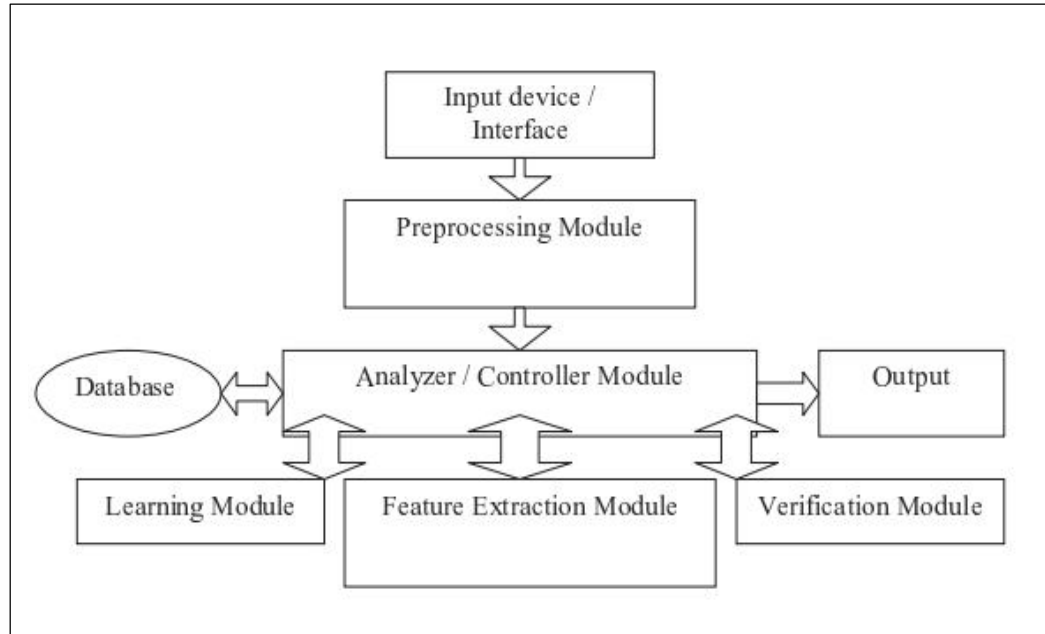 Input device /
Interface
Preprocessing Module
Database
Analyzer / Controller Module
Output
Learning Module
Feature Extraction Module
Verification Module